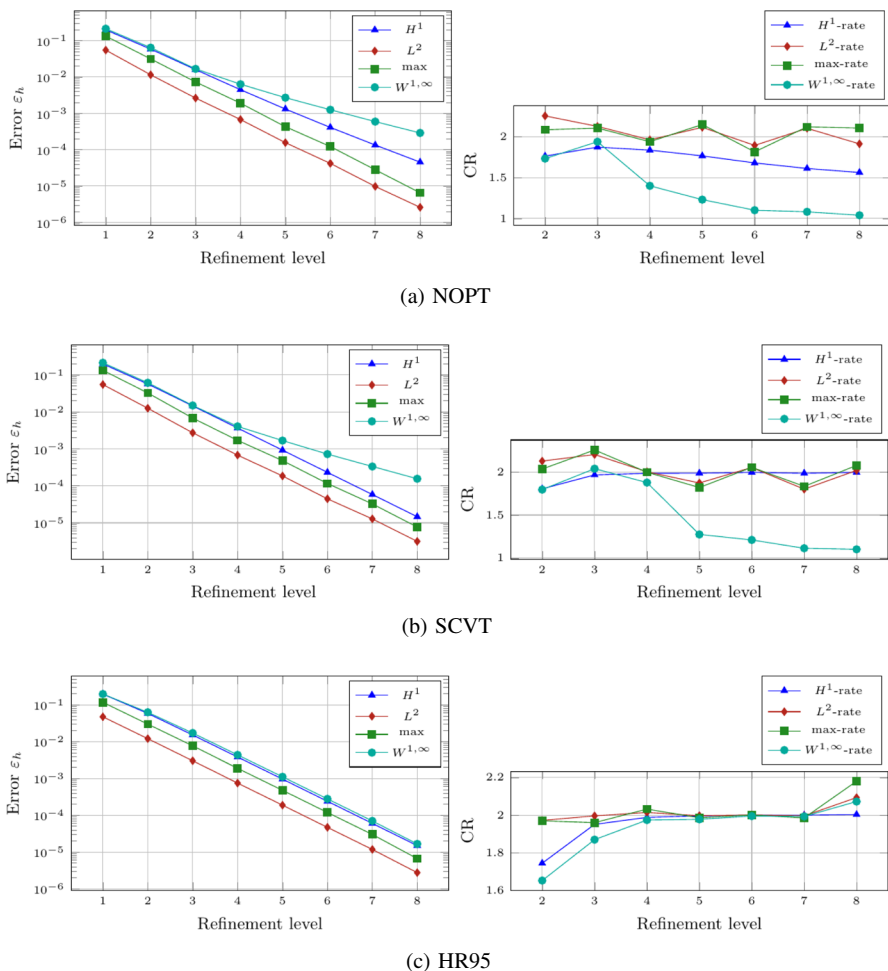 Error ε_h
10^−1
10^−2
10^−3
10^−4
10^−5
10^−6
1 2 3 4 5 6 7 8
Refinement level
H^1
L^2
max
W^{1,∞}
CR
2
1.5
1
2 3 4 5 6 7 8
Refinement level
H^1-rate
L^2-rate
max-rate
W^{1,∞}-rate
(a) NOPT
Error ε_h
10^−1
10^−2
10^−3
10^−4
10^−5
1 2 3 4 5 6 7 8
Refinement level
H^1
L^2
max
W^{1,∞}
CR
2
1.5
1
2 3 4 5 6 7 8
Refinement level
H^1-rate
L^2-rate
max-rate
W^{1,∞}-rate
(b) SCVT
Error ε_h
10^−1
10^−2
10^−3
10^−4
10^−5
10^−6
1 2 3 4 5 6 7 8
Refinement level
H^1
L^2
max
W^{1,∞}
CR
2.2
2
1.8
1.6
2 3 4 5 6 7 8
Refinement level
H^1-rate
L^2-rate
max-rate
W^{1,∞}-rate
(c) HR95